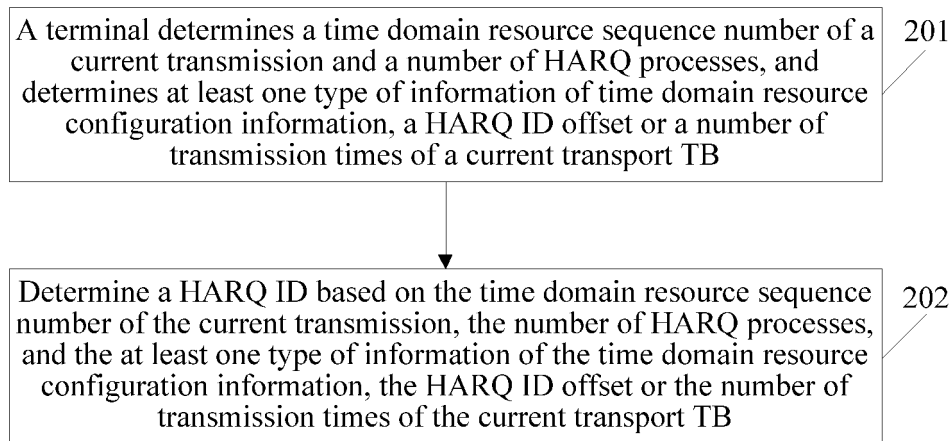 A terminal determines a time domain resource sequence number of a
current transmission and a number of HARQ processes, and
determines at least one type of information of time domain resource
configuration information, a HARQ ID offset or a number of
transmission times of a current transport TB
201
Determine a HARQ ID based on the time domain resource sequence
number of the current transmission, the number of HARQ processes,
and the at least one type of information of the time domain resource
configuration information, the HARQ ID offset or the number of
transmission times of the current transport TB
202